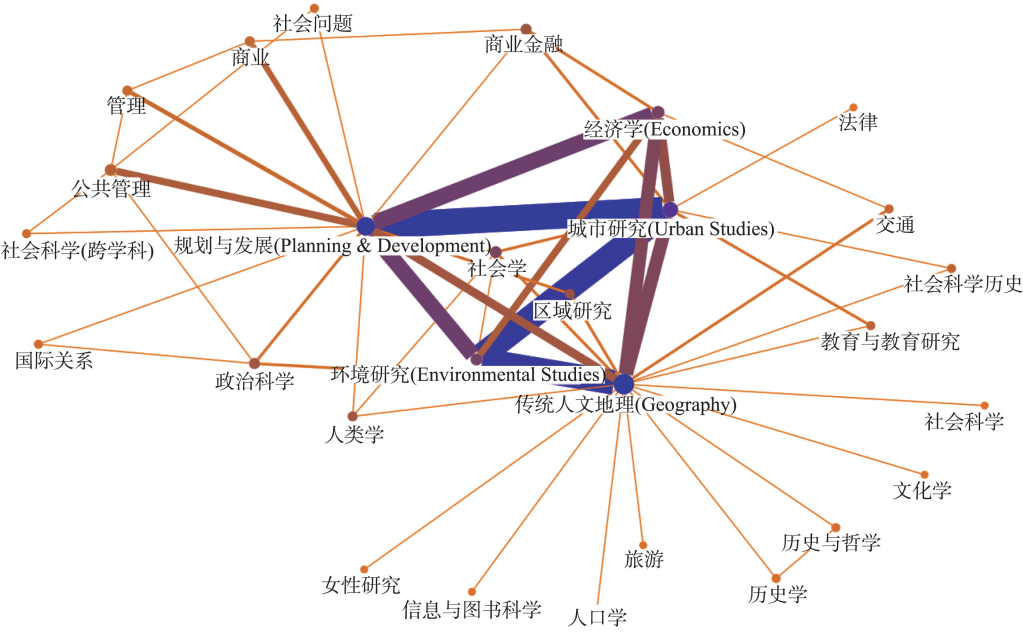 社会问题
商业
商业金融
管理
经济学(Economics)
法律
公共管理
交通
社会科学(跨学科)
规划与发展(Planning & Development)
城市研究(Urban Studies)
社会学
社会科学历史
区域研究
教育与教育研究
国际关系
政治科学
环境研究(Environmental Studies)
传统人文地理(Geography)
社会科学
人类学
文化学
历史与哲学
旅游
女性研究
历史学
信息与图书科学
人口学